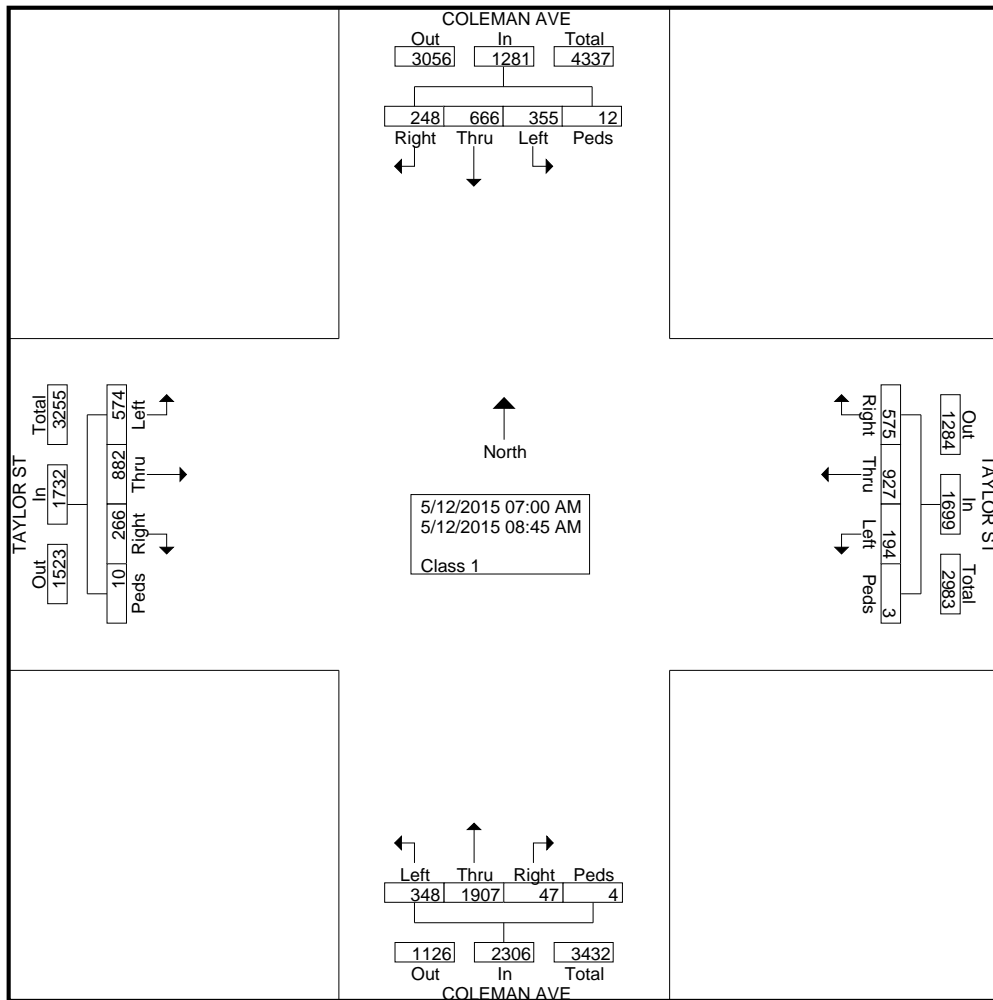 COLEMAN AVE
Out In Total
3056 1281 4337
248 666 355 12
Right Thru Left Peds
TAYLOR ST
Total In Out
3255 1732 1523
574 882 266 10
Left Thru Right Peds
North
5/12/2015 07:00 AM
5/12/2015 08:45 AM
Class 1
Right Thru Left Peds
575 927 194 3
Out In Total
1284 1699 2983
TAYLOR ST
Left Thru Right Peds
348 1907 47 4
1126 2306 3432
Out In Total
COLEMAN AVE